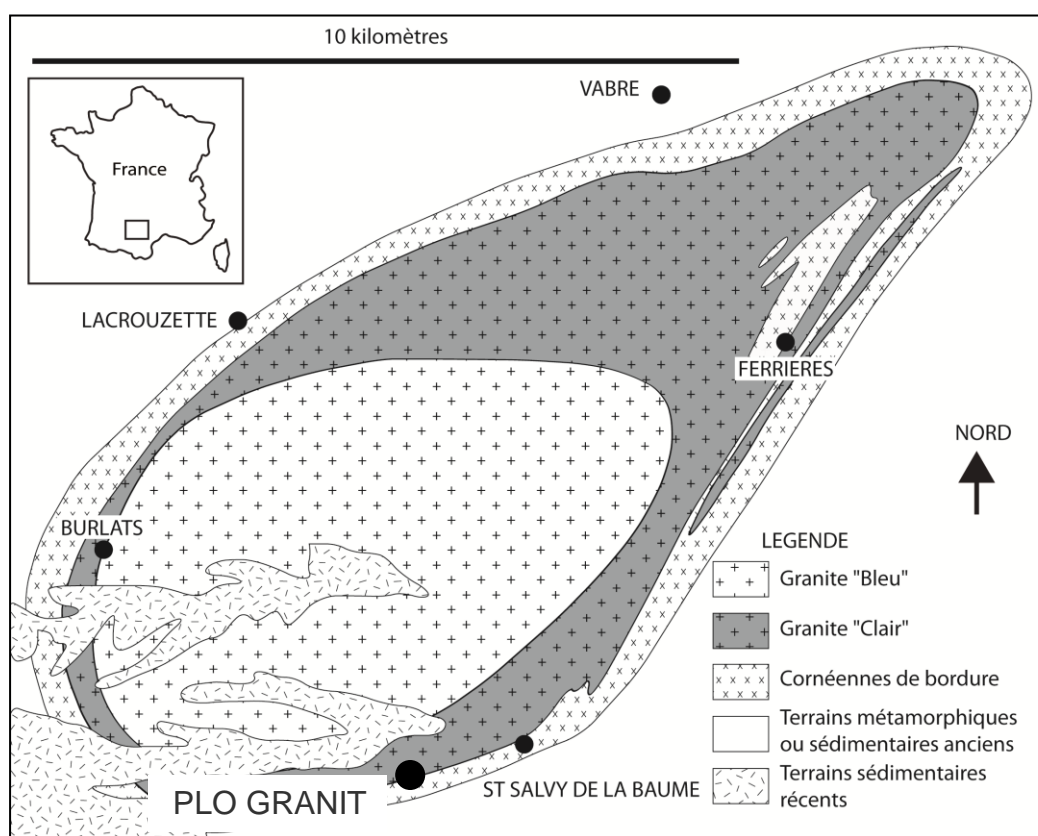 10 kilomètres
VABRE
France
LACROUZETTE
FERRIERES
NORD
BURLATS
LEGENDE
Granite "Bleu"
Granite "Clair"
Cornéennes de bordure
Terrains métamorphiques
ou sédimentaires anciens
Terrains sédimentaires
récents
ST SALVY DE LA BAUME
PLO GRANIT